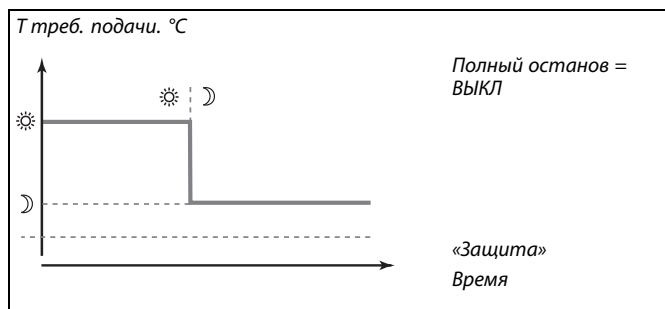 Т треб. подачи. °C
Полный останов =
ВЫКЛ
«Защита»
Время